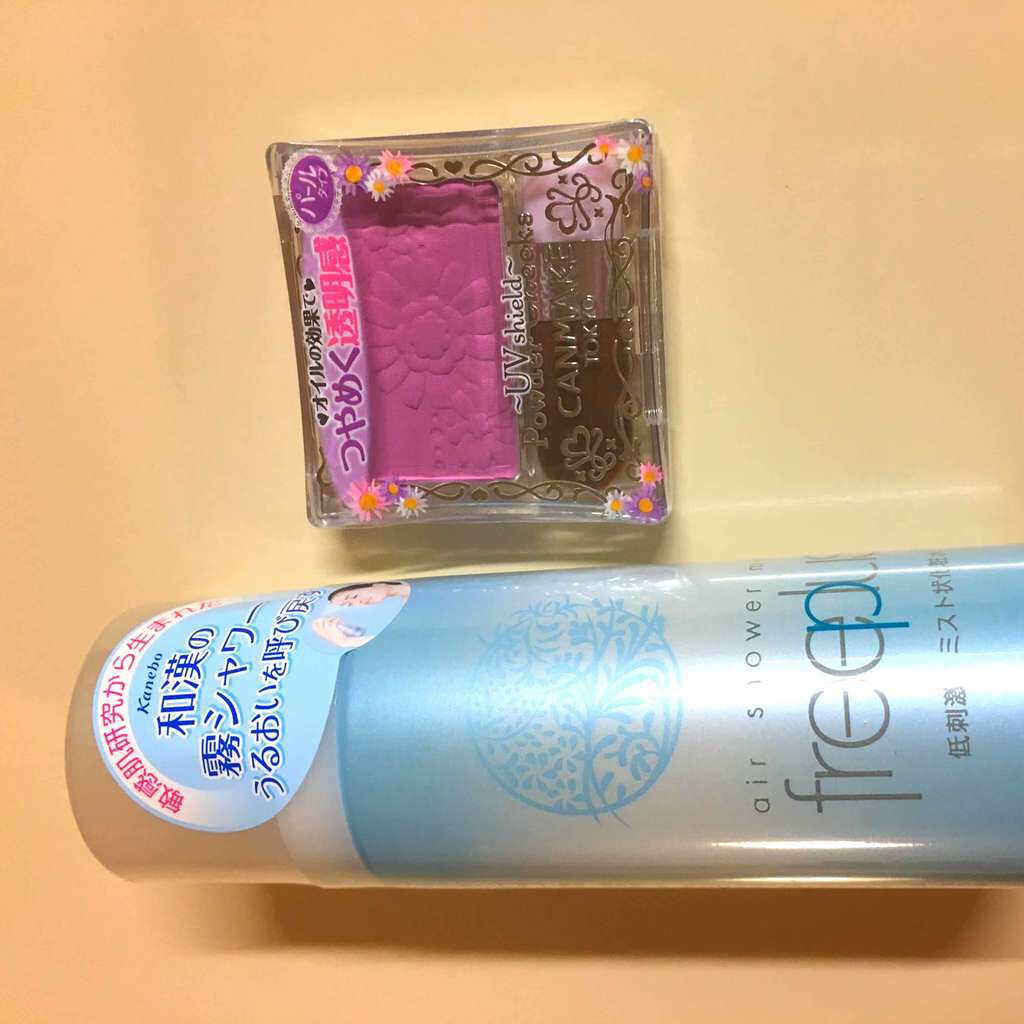 パール
タイプ
♥オイルの効果で♥
つやめく透明感
~UV shield~
Powder Cheeks
CANMAKE
TOKYO
敏感肌研究から生まれた
Kanebo
和漢の
霧シャワー
うるおいを呼び戻す
air shower
freeplus
低刺激 ミスト状化粧